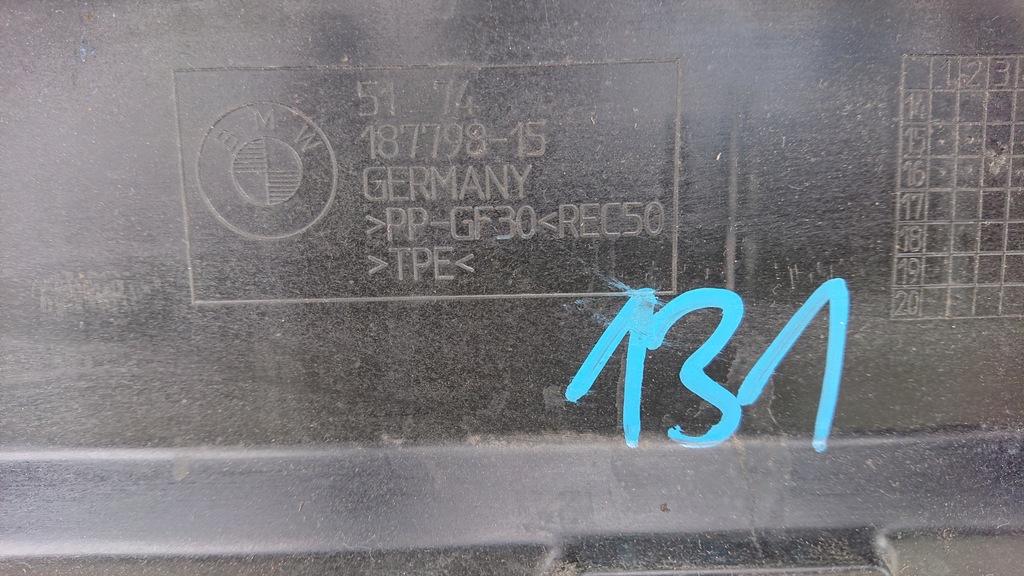 BMW
51 74
187798-15
GERMANY
>PP-GF30<REC50
>TPE<
1 2 3
14
15
16
17
18
19
20
131